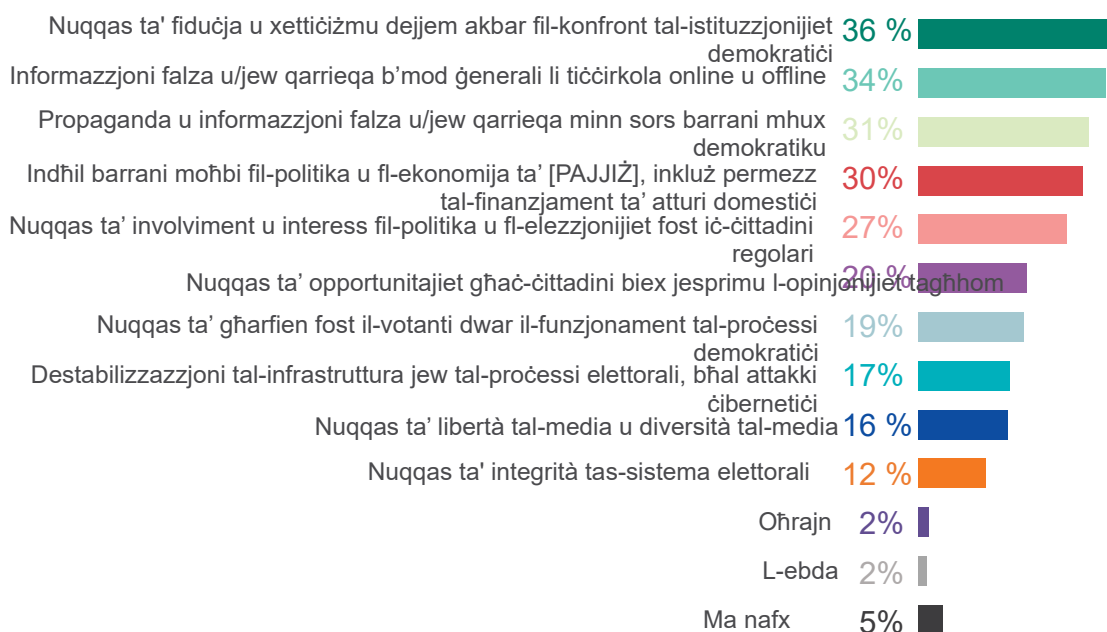 Nuqqas ta' fiduċja u xettiċiżmu dejjem akbar fil-konfront tal-istituzzjonijiet
demokratiċi
36 %
Informazzjoni falza u/jew qarrieqa b’mod ġenerali li tiċċirkola online u offline
34%
Propaganda u informazzjoni falza u/jew qarrieqa minn sors barrani mhux
demokratiku
31%
Indħil barrani moħbi fil-politika u fl-ekonomija ta’ [PAJJIŻ], inkluż permezz
tal-finanzjament ta’ atturi domestiċi
30%
Nuqqas ta’ involviment u interess fil-politika u fl-elezzjonijiet fost iċ-ċittadini
regolari
27%
Nuqqas ta’ opportunitajiet għaċ-ċittadini biex jesprimu l-opinjonijiet tagħhom
20 %
Nuqqas ta’ għarfien fost il-votanti dwar il-funzjonament tal-proċessi
demokratiċi
19%
Destabilizzazzjoni tal-infrastruttura jew tal-proċessi elettorali, bħal attakki
ċibernetiċi
17%
Nuqqas ta’ libertà tal-media u diversità tal-media
16 %
Nuqqas ta' integrità tas-sistema elettorali
12 %
Oħrajn
2%
L-ebda
2%
Ma nafx
5%